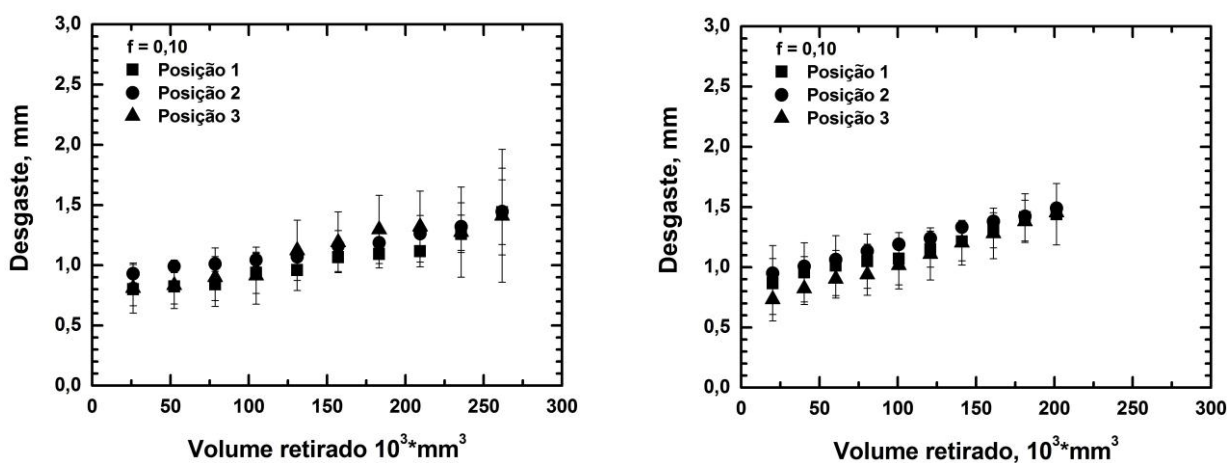 3,0
2,5
2,0
1,5
1,0
0,5
0,0
Desgaste, mm
f = 0,10
Posição 1
Posição 2
Posição 3
0 50 100 150 200 250 300
Volume retirado 10³*mm³
3,0
2,5
2,0
1,5
1,0
0,5
0,0
Desgaste, mm
f = 0,10
Posição 1
Posição 2
Posição 3
0 50 100 150 200 250 300
Volume retirado, 10³*mm³